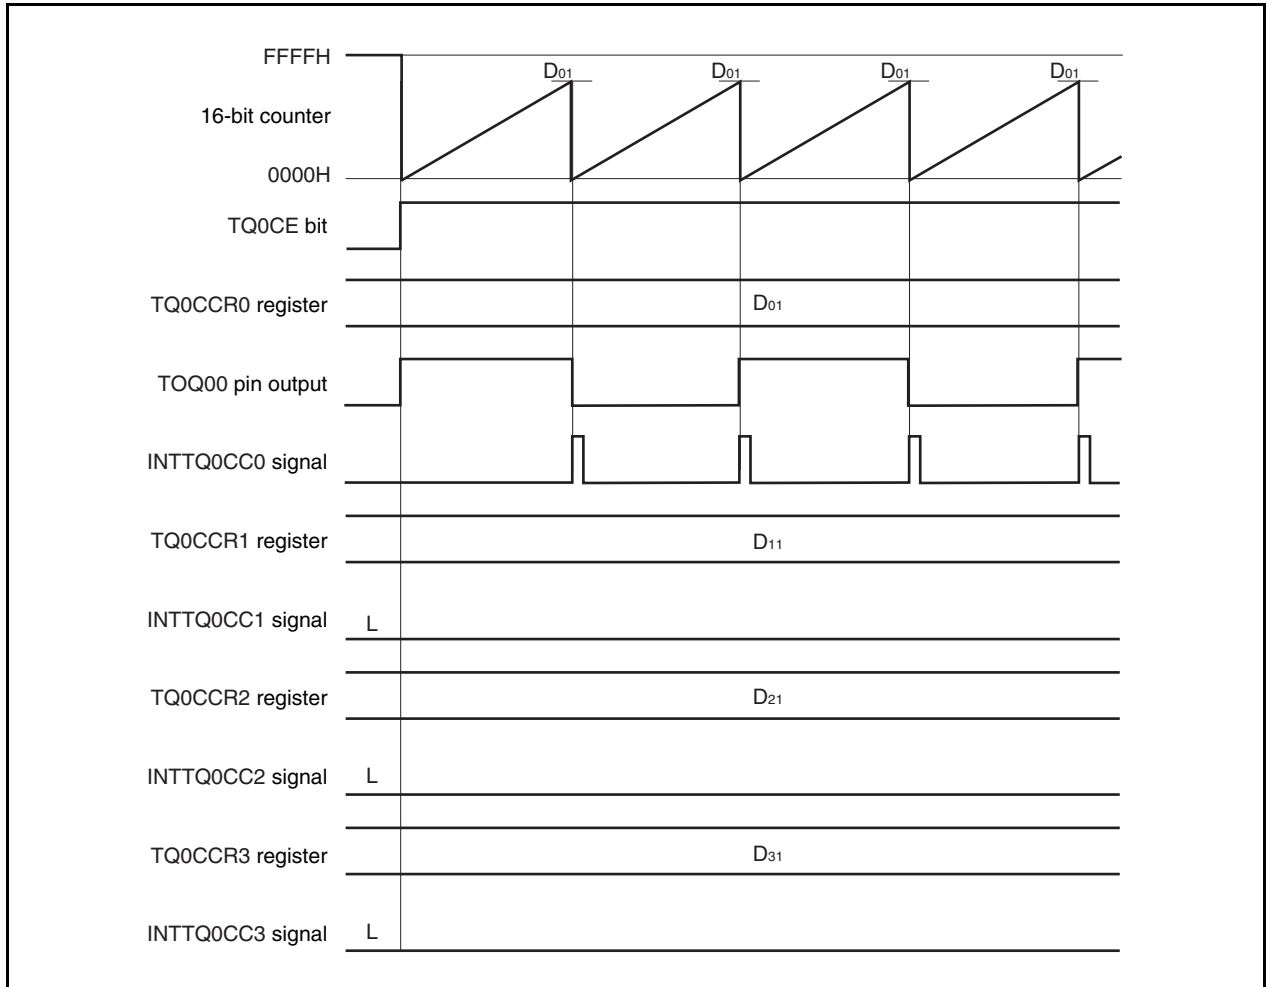 FFFFH
D01 D01 D01 D01
16-bit counter
0000H
TQ0CE bit
TQ0CCR0 register D01
TOQ00 pin output
INTTQ0CC0 signal
TQ0CCR1 register D11
INTTQ0CC1 signal L
TQ0CCR2 register D21
INTTQ0CC2 signal L
TQ0CCR3 register D31
INTTQ0CC3 signal L